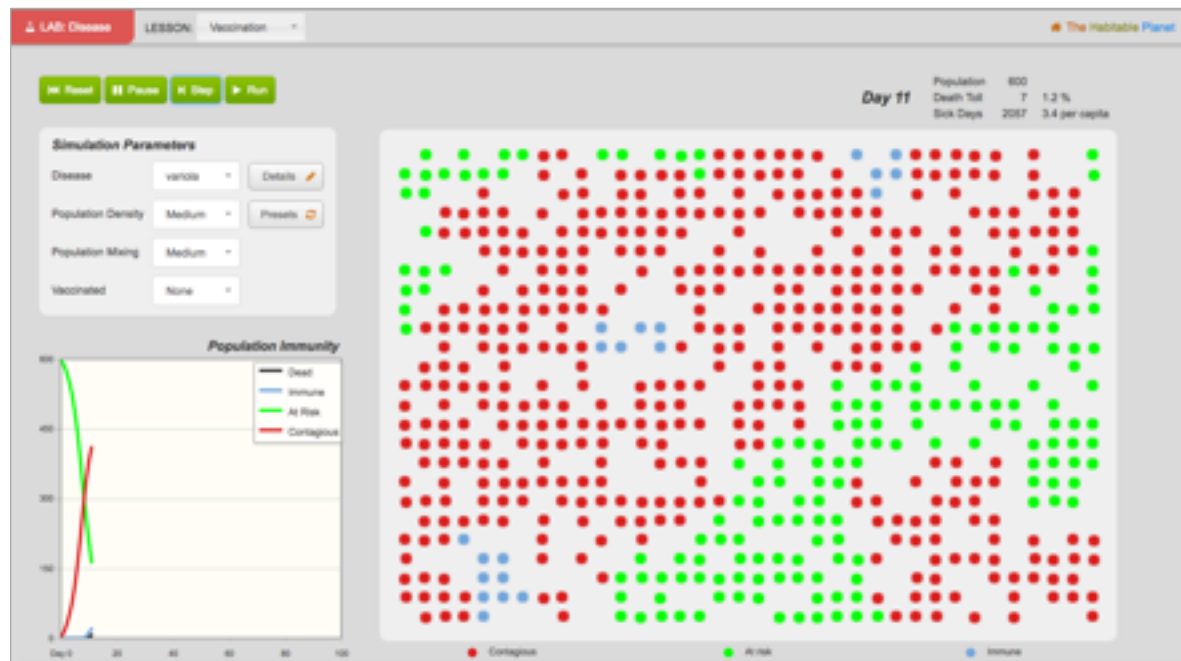 LAB: Disease
LESSON: Vaccination
The Habitable Planet
Reset Pause Step Run
Day 11
Population 600
Death Toll 7 1.2 %
Sick Days 2057 3.4 per capita
Simulation Parameters
Disease variola Details
Population Density Medium Presets
Population Mixing Medium
Vaccinated None
Population Immunity
600
450
300
150
0
Dead
Immune
At Risk
Contagious
Day 0 20 40 60 80 100
Contagious At risk Immune